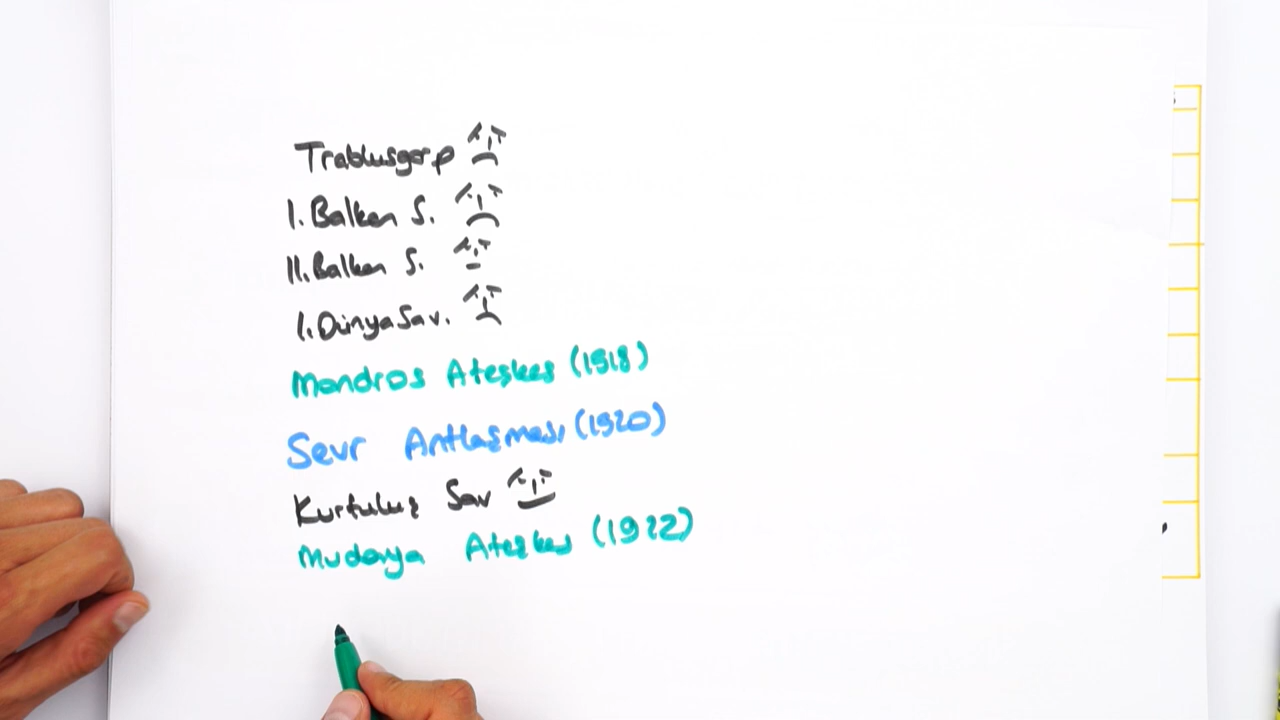 Trablusgarp
I. Balkan S.
II. Balkan S.
I. Dünya Sav.
Mondros Ateşkes (1918)
Sevr Antlaşması (1920)
Kurtuluş Sav
Mudanya Ateşkes (1922)